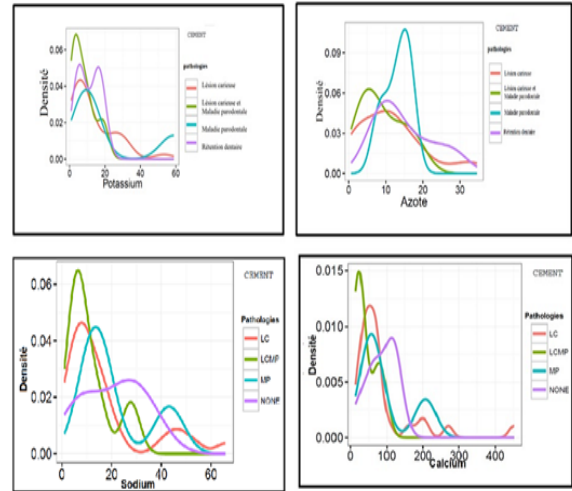 CEMENT
pathologies
Lésion carieuse
Lésion carieuse et
Maladie parodontale
Maladie parodontale
Rétention dentaire
Densité
0.06
0.04
0.02
0.00
0
20
40
60
Potassium
CEMENT
pathologies
Lésion carieuse
Lésion carieuse et
Maladie parodontale
Maladie parodontale
Rétention dentaire
Densité
0.09
0.06
0.03
0.00
0
10
20
30
Azote
CEMENT
Pathologies
LC
LCMP
MP
NONE
Densité
0.06
0.04
0.02
0.00
0
20
40
60
Sodium
CEMENT
Pathologies
LC
LCMP
MP
NONE
Densité
0.015
0.010
0.005
0.000
0
100
200
300
400
Calcium